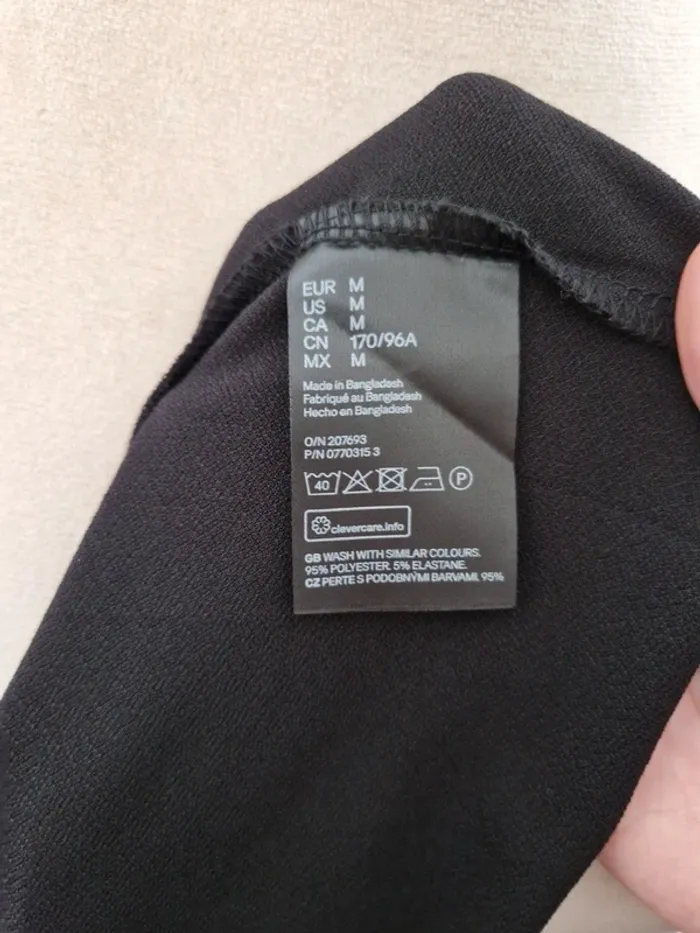 EUR M
US M
CA M
CN 170/96A
MX M
Made in Bangladesh
Fabriqué au Bangladesh
Hecho en Bangladesh
O/N 207693
P/N 0770315 3
40 P
clevercare.info
GB WASH WITH SIMILAR COLOURS.
95% POLYESTER. 5% ELASTANE.
CZ PERTE S PODOBNÝMI BARVAMI. 95%